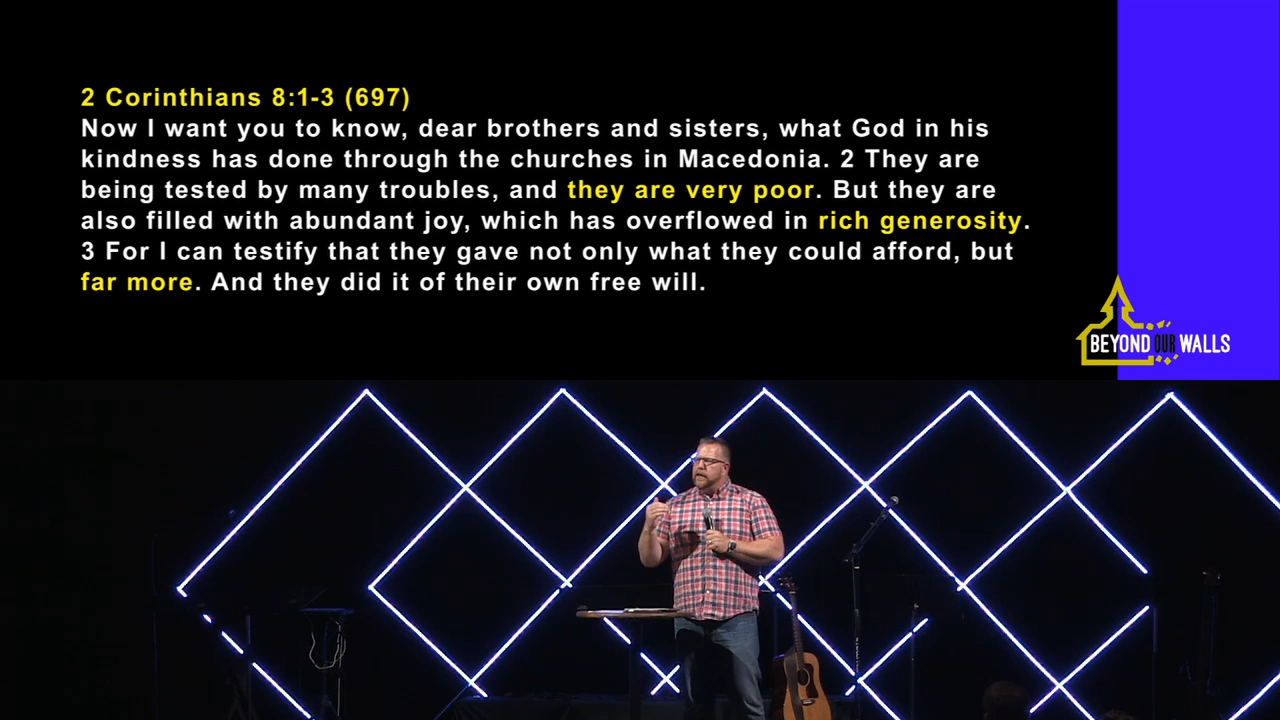 2 Corinthians 8:1-3 (697)
Now I want you to know, dear brothers and sisters, what God in his
kindness has done through the churches in Macedonia. 2 They are
being tested by many troubles, and they are very poor. But they are
also filled with abundant joy, which has overflowed in rich generosity.
3 For I can testify that they gave not only what they could afford, but
far more. And they did it of their own free will.
BEYOND OUR WALLS